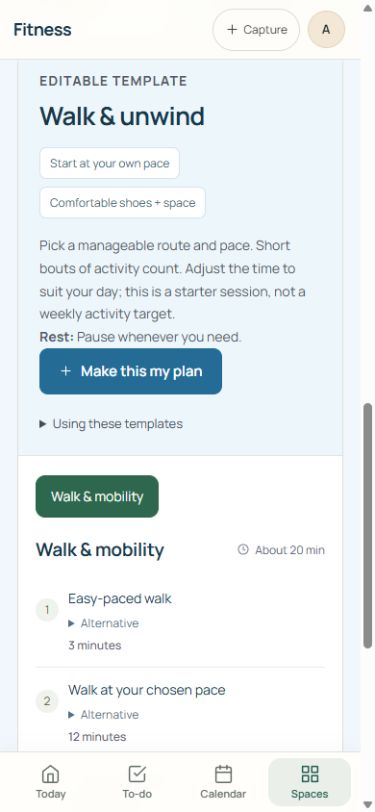 Fitness
+ Capture
A
EDITABLE TEMPLATE
Walk & unwind
Start at your own pace
Comfortable shoes + space
Pick a manageable route and pace. Short
bouts of activity count. Adjust the time to
suit your day; this is a starter session, not a
weekly activity target.
Rest: Pause whenever you need.
+ Make this my plan
Using these templates
Walk & mobility
Walk & mobility
About 20 min
1
Easy-paced walk
Alternative
3 minutes
2
Walk at your chosen pace
Alternative
12 minutes
Today
To-do
Calendar
Spaces